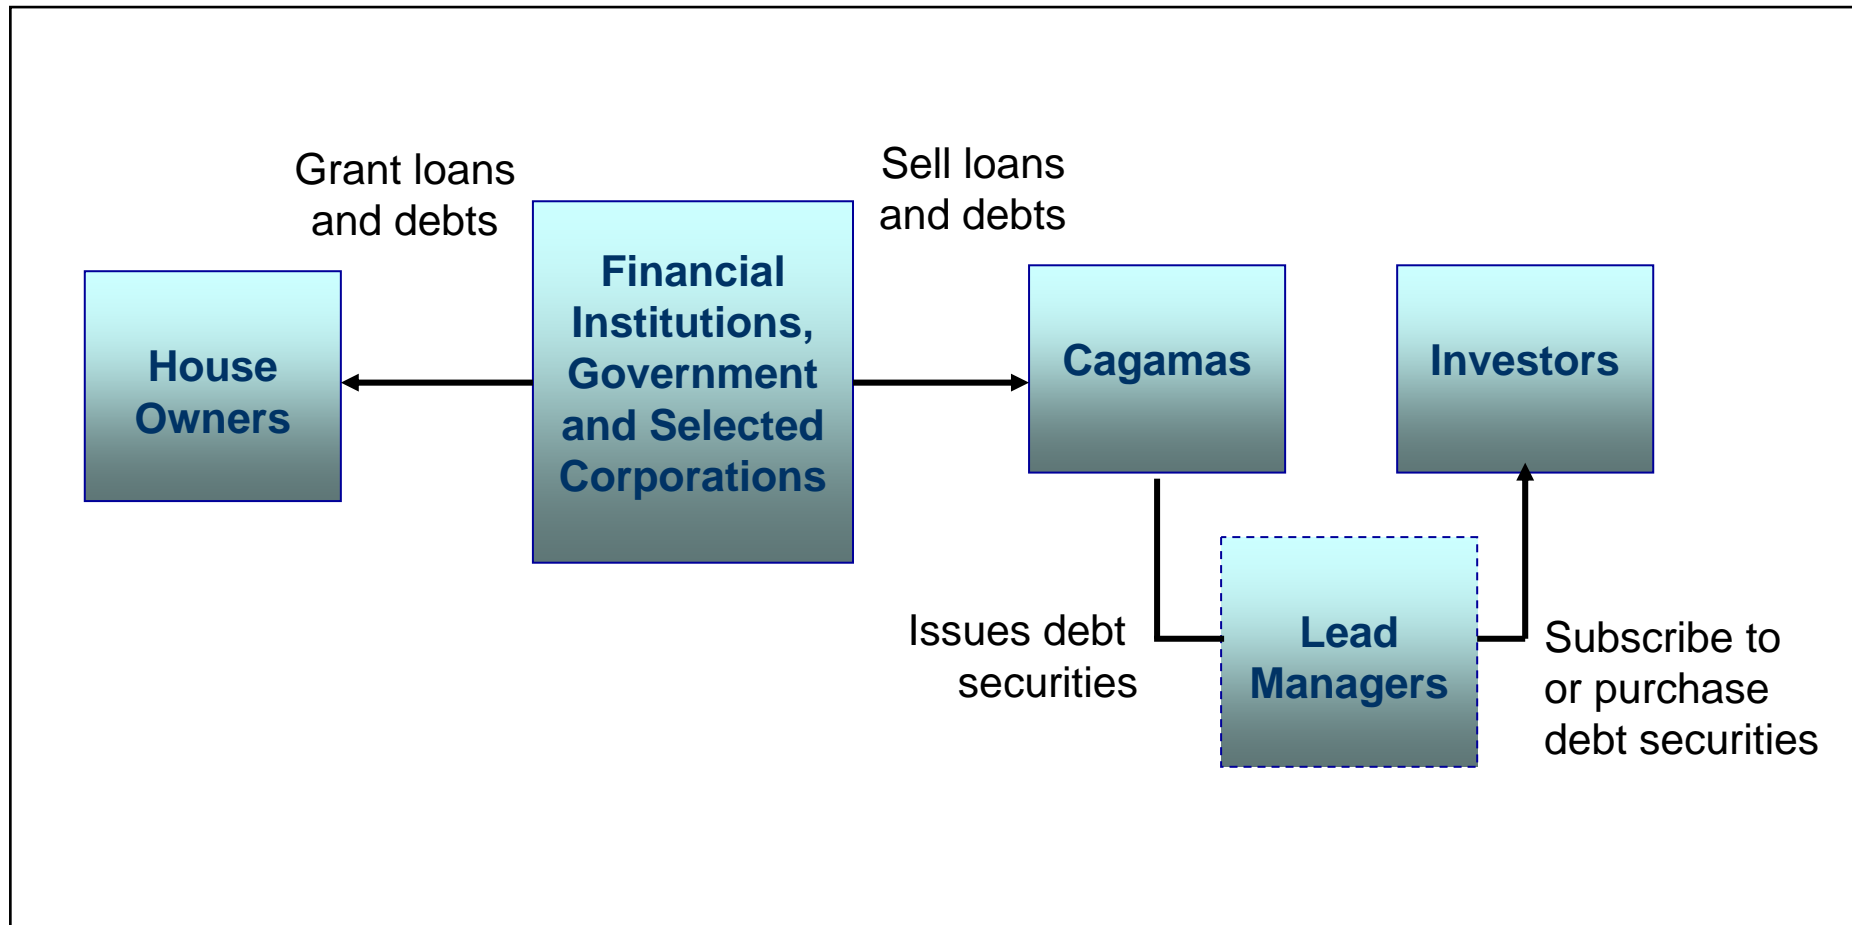 Grant loans
and debts
Sell loans
and debts
House
Owners
Financial
Institutions,
Government
and Selected
Corporations
Cagamas
Investors
Issues debt
securities
Lead
Managers
Subscribe to
or purchase
debt securities